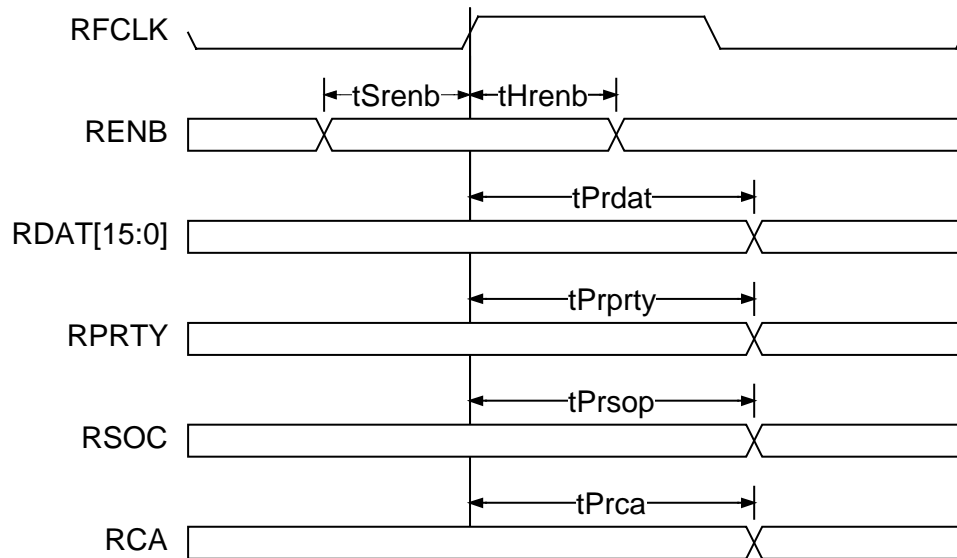 RFCLK
tSrenb tHrenb
RENB
tPrdat
RDAT[15:0]
tPrprty
RPRTY
tPrsop
RSOC
tPrca
RCA